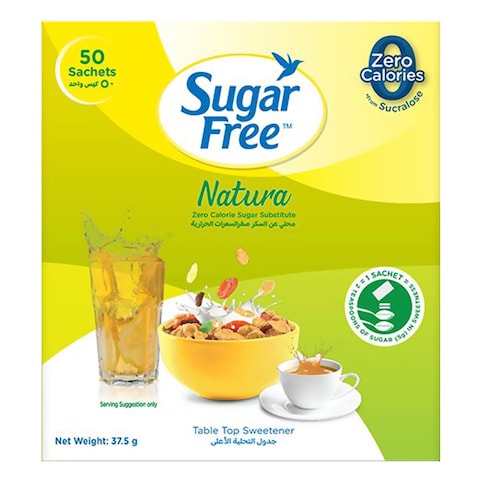 50
Sachets
٥٠ كيس واحد
Zero
Calories
*From Sucralose
Sugar
Free™
Natura
Zero Calorie Sugar Substitute
محلي عن السكر صفر السعرات الحرارية
1 SACHET =
2 TEASPOONS OF SUGAR (5g) IN SWEETNESS
Serving Suggestion only
Table Top Sweetener
جدول التحلية الأعلى
Net Weight: 37.5 g